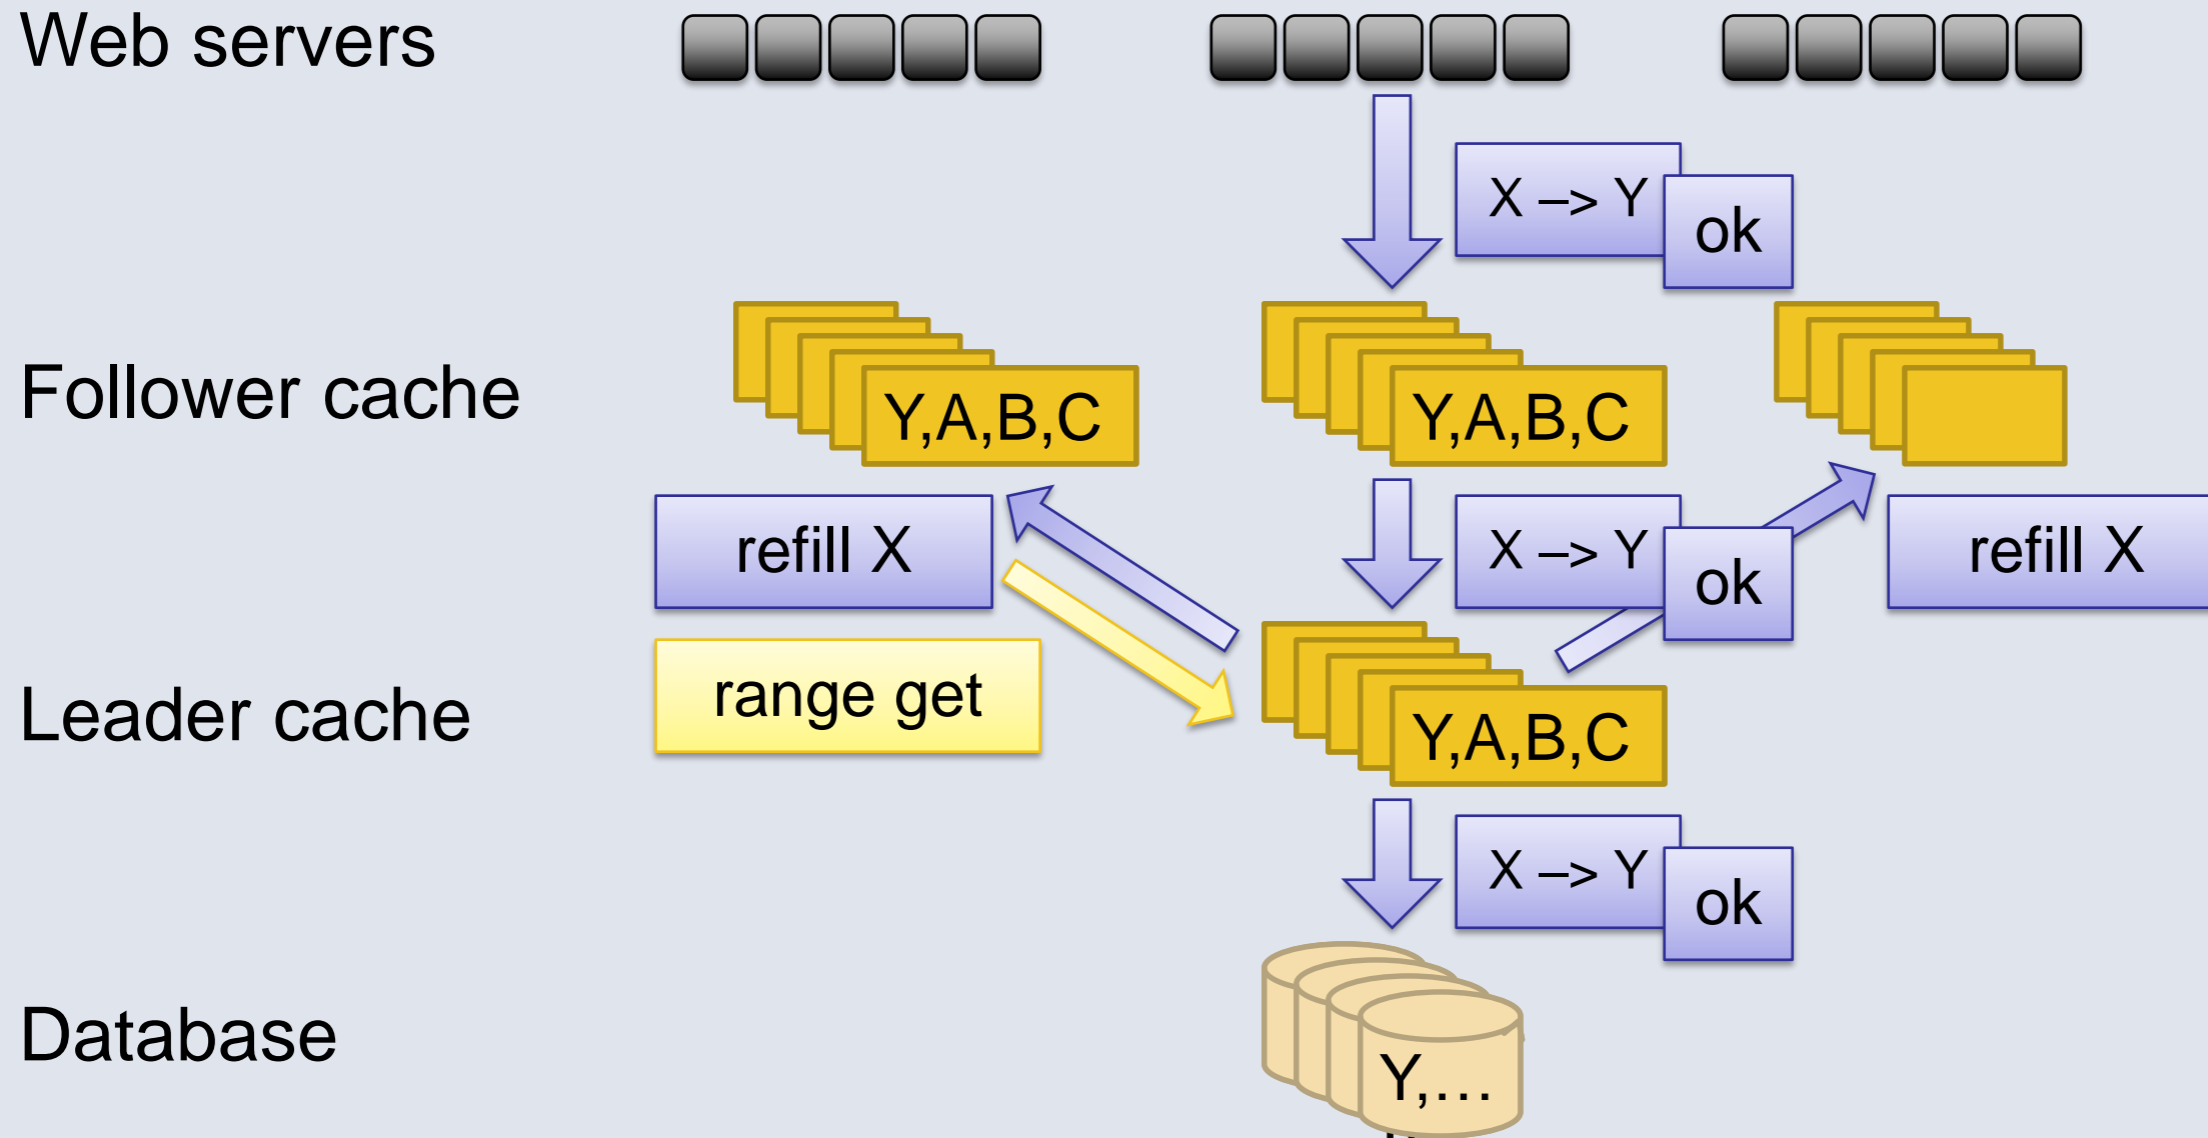 Web servers
X –> Y
ok
Follower cache
Y,A,B,C
Y,A,B,C
refill X
X –> Y
ok
refill X
range get
Leader cache
Y,A,B,C
X –> Y
ok
Database
Y,…